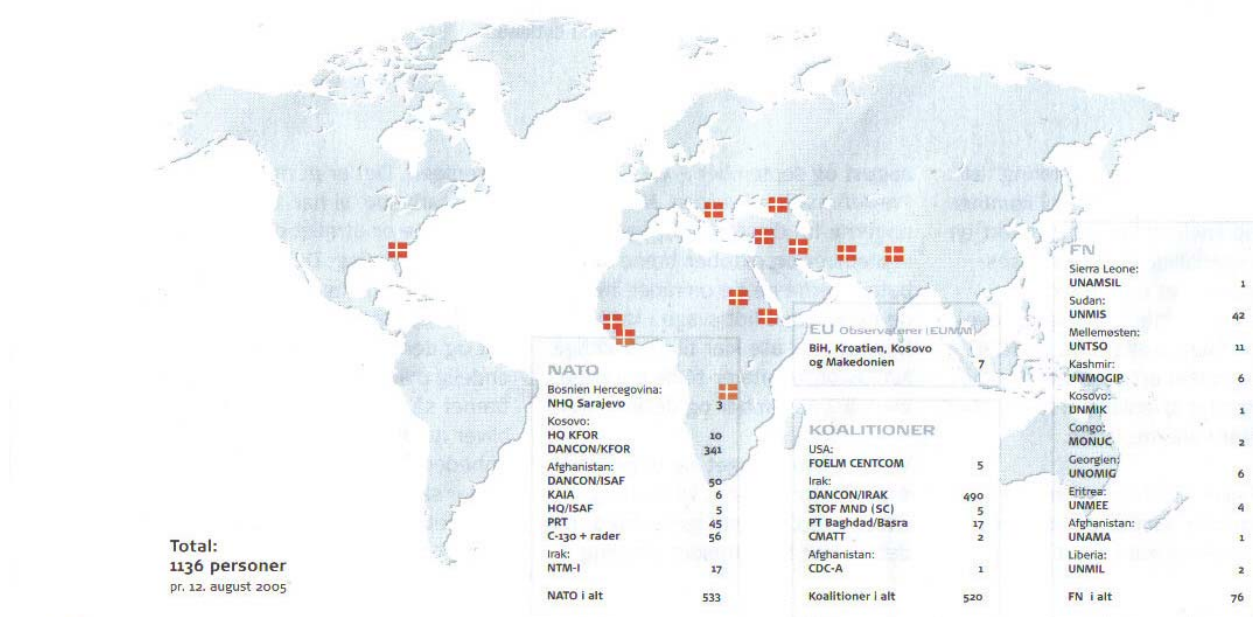 Total:
1136 personer
pr. 12. august 2005
NATO
Bosnien Hercegovina:
NHQ Sarajevo 3
Kosovo:
HQ KFOR 10
DANCON/KFOR 341
Afghanistan:
DANCON/ISAF 50
KAIA 6
HQ/ISAF 5
PRT 45
C-130 + rader 56
Irak:
NTM-I 17
NATO i alt 533
EU Observatører (EUMM)
BiH, Kroatien, Kosovo
og Makedonien 7
KOALITIONER
USA:
FOELM CENTCOM 5
Irak:
DANCON/IRAK 490
STOF MND (SC) 5
PT Baghdad/Basra 17
CMATT 2
Afghanistan:
CDC-A 1
Koalitioner i alt 520
FN
Sierra Leone:
UNAMSIL 1
Sudan:
UNMIS 42
Mellemøsten:
UNTSO 11
Kashmir:
UNMOGIP 6
Kosovo:
UNMIK 1
Congo:
MONUC 2
Georgien:
UNOMIG 6
Eritrea:
UNMEE 4
Afghanistan:
UNAMA 1
Liberia:
UNMIL 2
FN i alt 76